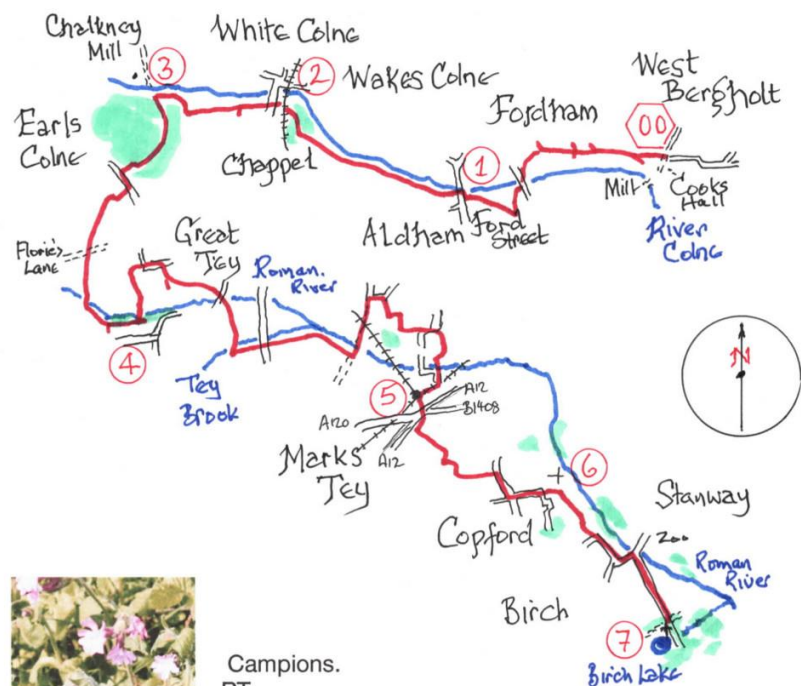 Chalkney
Mill
3
White Colne
2
Wakes Colne
West
Bergholt
00
Fordham
Earls
Colne
Chappel
1
Mill
Cooks
Hall
Aldham
Ford
Street
River
Colne
Florie's
Lane
Great
Tey
Roman.
River
4
Tey
Brook
5
A12
B1408
A120
A12
Marks
Tey
N
6
Stanway
Copford
Zoo
Roman
River
Birch
7
Birch Lake
Campions.